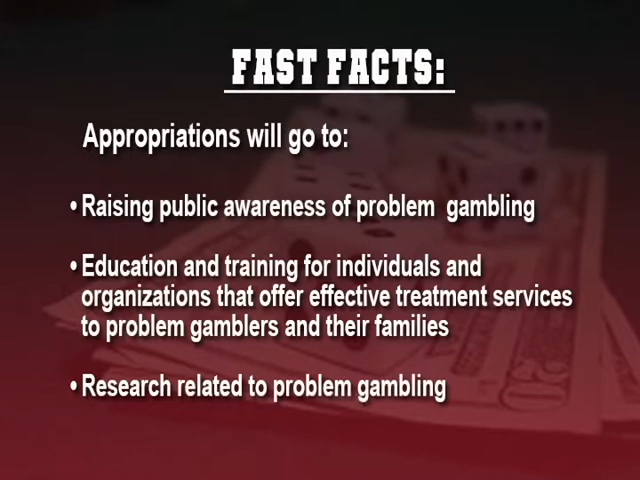 FAST FACTS:
Appropriations will go to:
• Raising public awareness of problem gambling
• Education and training for individuals and
organizations that offer effective treatment services
to problem gamblers and their families
• Research related to problem gambling